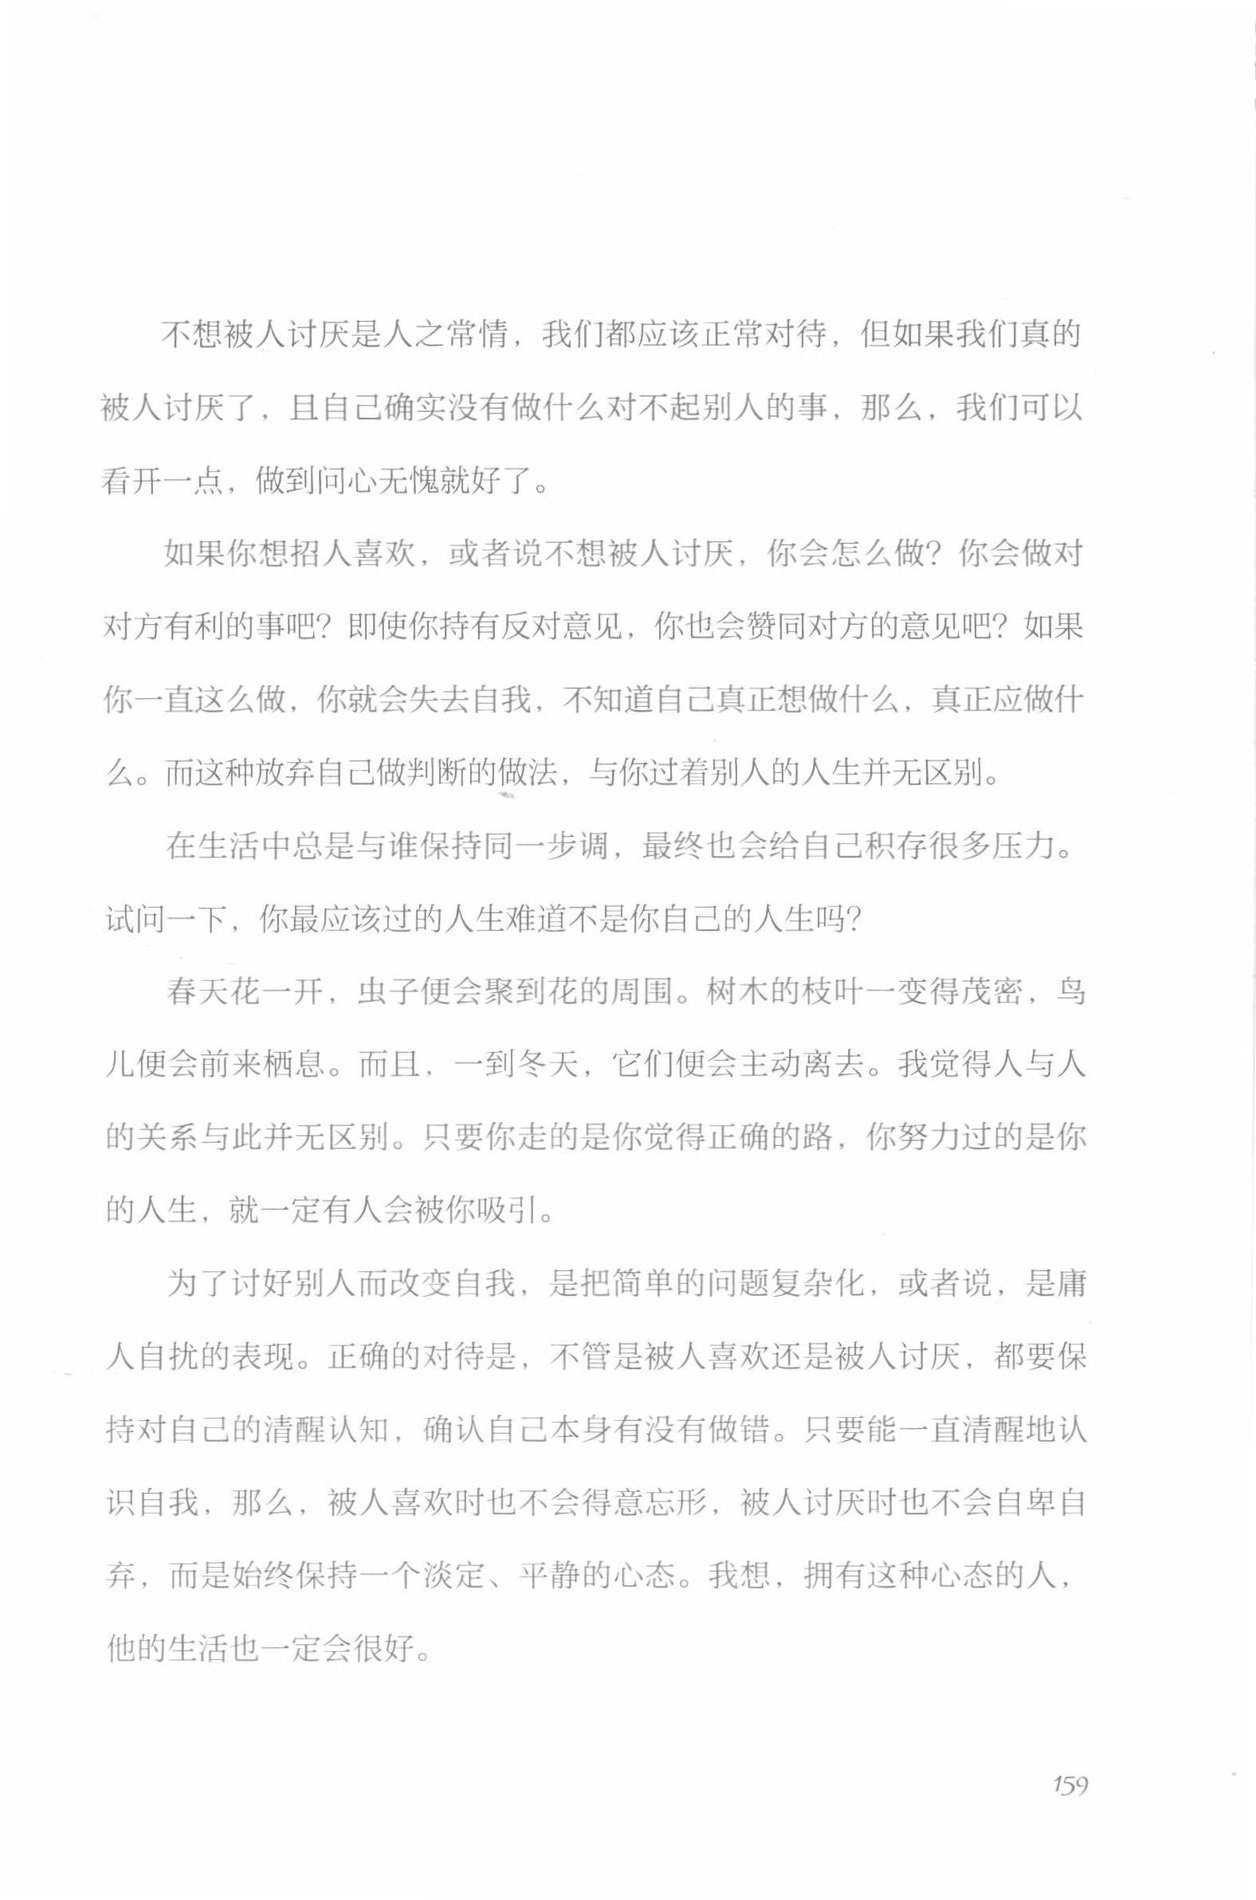 不想被人讨厌是人之常情，我们都应该正常对待，但如果我们真的
被人讨厌了，且自己确实没有做什么对不起别人的事，那么，我们可以
看开一点，做到问心无愧就好了。
如果你想招人喜欢，或者说不想被人讨厌，你会怎么做？你会做对
对方有利的事吧？即使你持有反对意见，你也会赞同对方的意见吧？如果
你一直这么做，你就会失去自我，不知道自己真正想做什么，真正应做什
么。而这种放弃自己做判断的做法，与你过着别人的人生并无区别。
在生活中总是与谁保持同一步调，最终也会给自己积存很多压力。
试问一下，你最应该过的人生难道不是你自己的人生吗？
春天花一开，虫子便会聚到花的周围。树木的枝叶一变得茂密，鸟
儿便会前来栖息。而且，一到冬天，它们便会主动离去。我觉得人与人
的关系与此并无区别。只要你走的是你觉得正确的路，你努力过的是你
的人生，就一定有人会被你吸引。
为了讨好别人而改变自我，是把简单的问题复杂化，或者说，是庸
人自扰的表现。正确的对待是，不管是被人喜欢还是被人讨厌，都要保
持对自己的清醒认知，确认自己本身有没有做错。只要能一直清醒地认
识自我，那么，被人喜欢时也不会得意忘形，被人讨厌时也不会自卑自
弃，而是始终保持一个淡定、平静的心态。我想，拥有这种心态的人，
他的生活也一定会很好。
159